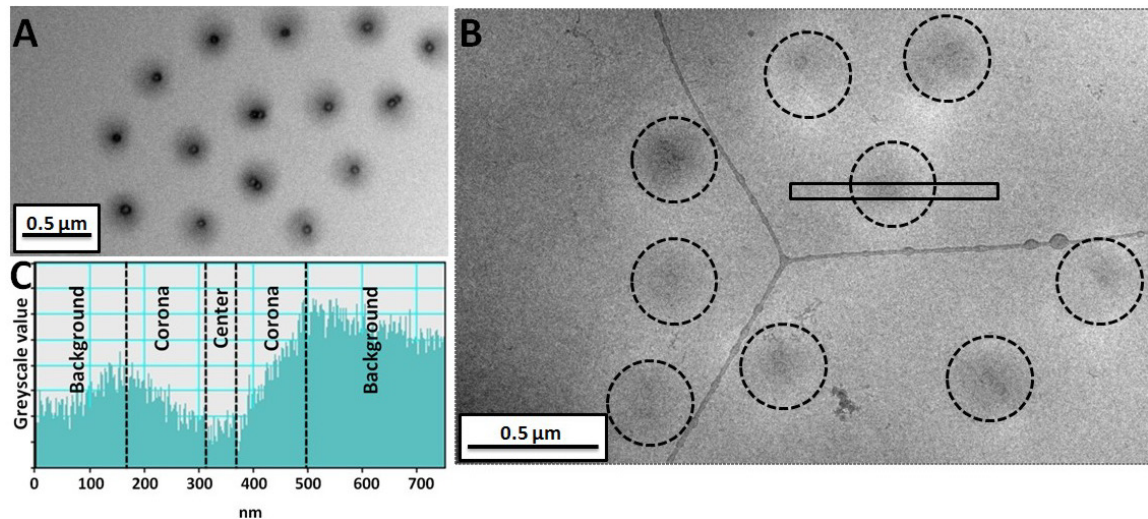 A
0.5 µm
B
0.5 µm
C
Greyscale value
Background
Corona
Center
Corona
Background
0 100 200 300 400 500 600 700
nm